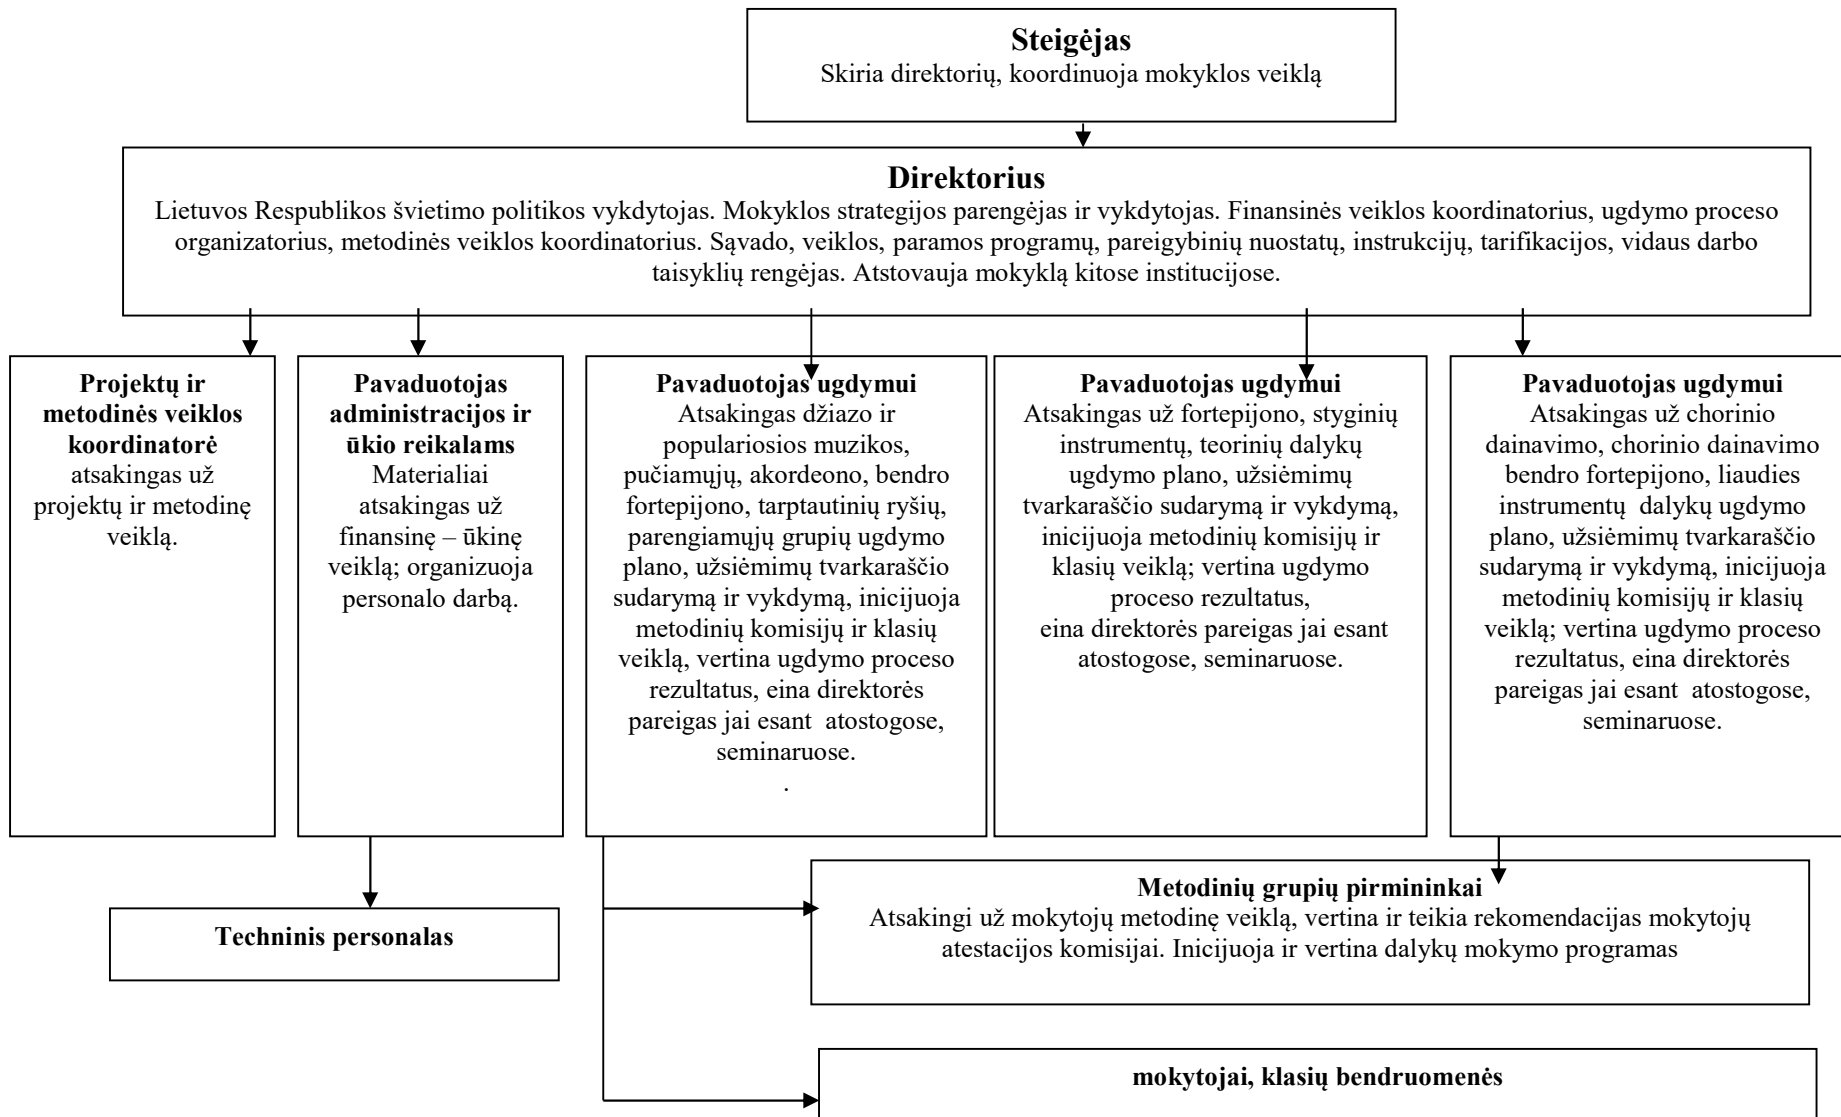 Steigėjas
Skiria direktorių, koordinuoja mokyklos veiklą
Direktorius
Lietuvos Respublikos švietimo politikos vykdytojas. Mokyklos strategijos parengėjas ir vykdytojas. Finansinės veiklos koordinatorius, ugdymo proceso
organizatorius, metodinės veiklos koordinatorius. Sąvado, veiklos, paramos programų, pareigybinių nuostatų, instrukcijų, tarifikacijos, vidaus darbo
taisyklių rengėjas. Atstovauja mokyklą kitose institucijose.
Projektų ir
metodinės veiklos
koordinatorė
atsakingas už
projektų ir metodinę
veiklą.
Pavaduotojas
administracijos ir
ūkio reikalams
Materialiai
atsakingas už
finansinę – ūkinę
veiklą; organizuoja
personalo darbą.
Pavaduotojas ugdymui
Atsakingas džiazo ir
populiariosios muzikos,
pučiamųjų, akordeono, bendro
fortepijono, tarptautinių ryšių,
parengiamųjų grupių ugdymo
plano, užsiėmimų tvarkaraščio
sudarymą ir vykdymą, inicijuoja
metodinių komisijų ir klasių
veiklą, vertina ugdymo proceso
rezultatus, eina direktorės
pareigas jai esant  atostogose,
seminaruose.
.
Pavaduotojas ugdymui
Atsakingas už fortepijono, styginių
instrumentų, teorinių dalykų
ugdymo plano, užsiėmimų
tvarkaraščio sudarymą ir vykdymą,
inicijuoja metodinių komisijų ir
klasių veiklą; vertina ugdymo
proceso rezultatus,
eina direktorės pareigas jai esant
atostogose, seminaruose.
Pavaduotojas ugdymui
Atsakingas už chorinio
dainavimo, chorinio dainavimo
bendro fortepijono, liaudies
instrumentų  dalykų ugdymo
plano, užsiėmimų tvarkaraščio
sudarymą ir vykdymą, inicijuoja
metodinių komisijų ir klasių
veiklą; vertina ugdymo proceso
rezultatus, eina direktorės
pareigas jai esant  atostogose,
seminaruose.
Metodinių grupių pirmininkai
Atsakingi už mokytojų metodinę veiklą, vertina ir teikia rekomendacijas mokytojų
atestacijos komisijai. Inicijuoja ir vertina dalykų mokymo programas
Techninis personalas
mokytojai, klasių bendruomenės